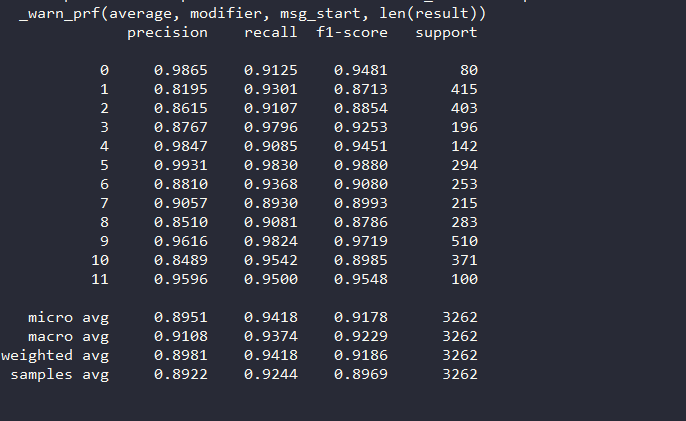 _warn_prf(average, modifier, msg_start, len(result))
precision recall f1-score support
0 0.9865 0.9125 0.9481 80
1 0.8195 0.9301 0.8713 415
2 0.8615 0.9107 0.8854 403
3 0.8767 0.9796 0.9253 196
4 0.9847 0.9085 0.9451 142
5 0.9931 0.9830 0.9880 294
6 0.8810 0.9368 0.9080 253
7 0.9057 0.8930 0.8993 215
8 0.8510 0.9081 0.8786 283
9 0.9616 0.9824 0.9719 510
10 0.8489 0.9542 0.8985 371
11 0.9596 0.9500 0.9548 100
micro avg 0.8951 0.9418 0.9178 3262
macro avg 0.9108 0.9374 0.9229 3262
weighted avg 0.8981 0.9418 0.9186 3262
samples avg 0.8922 0.9244 0.8969 3262